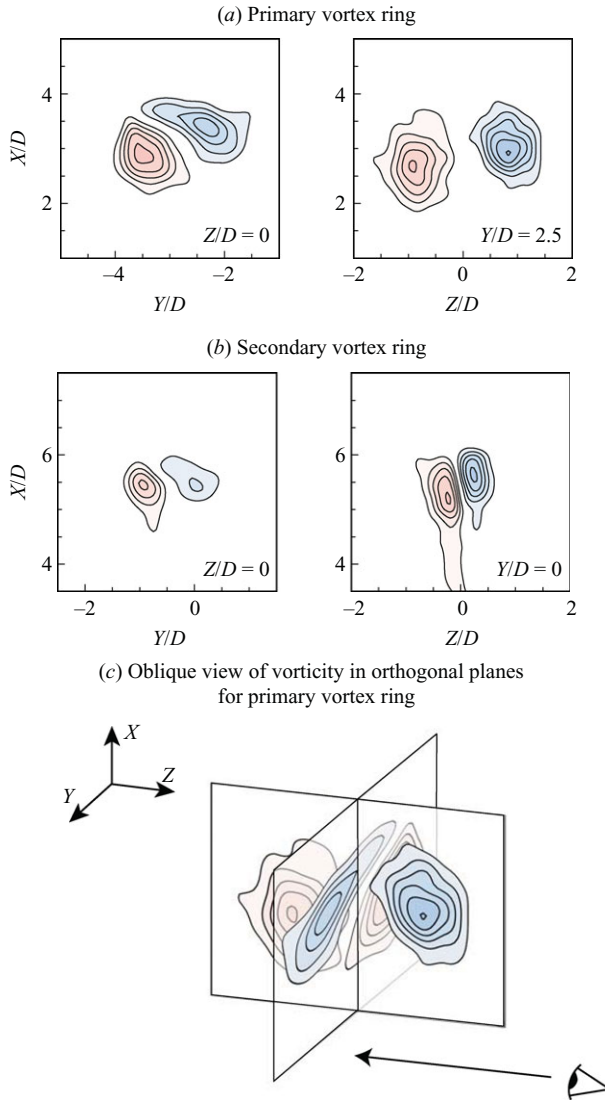 (a) Primary vortex ring
4
2
X/D
Z/D = 0
–4
–2
Y/D
Y/D = 2.5
–2
0
2
Z/D
(b) Secondary vortex ring
6
4
X/D
Z/D = 0
–2
0
Y/D
6
4
Y/D = 0
–2
0
2
Z/D
(c) Oblique view of vorticity in orthogonal planes
for primary vortex ring
X
Z
Y